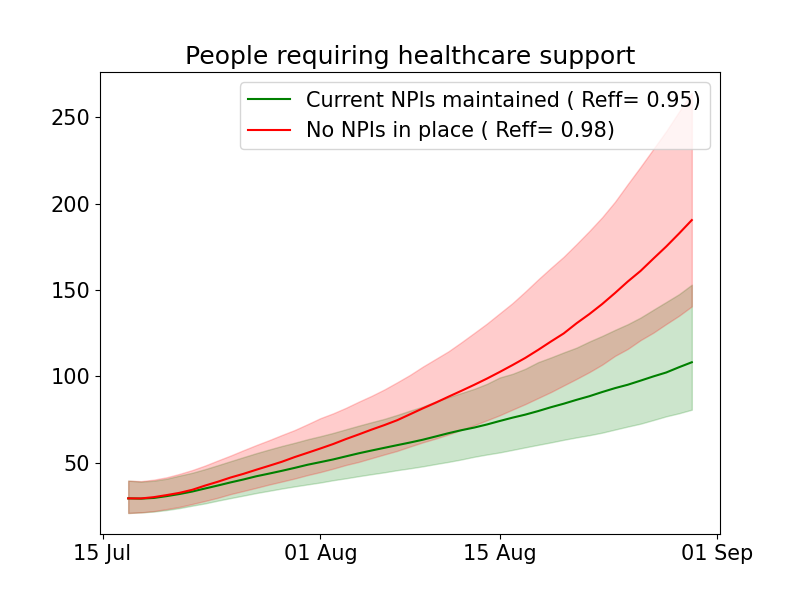 People requiring healthcare support
Current NPIs maintained ( Reff= 0.95)
No NPIs in place ( Reff= 0.98)
250
200
150
100
50
15 Jul 01 Aug 15 Aug 01 Sep